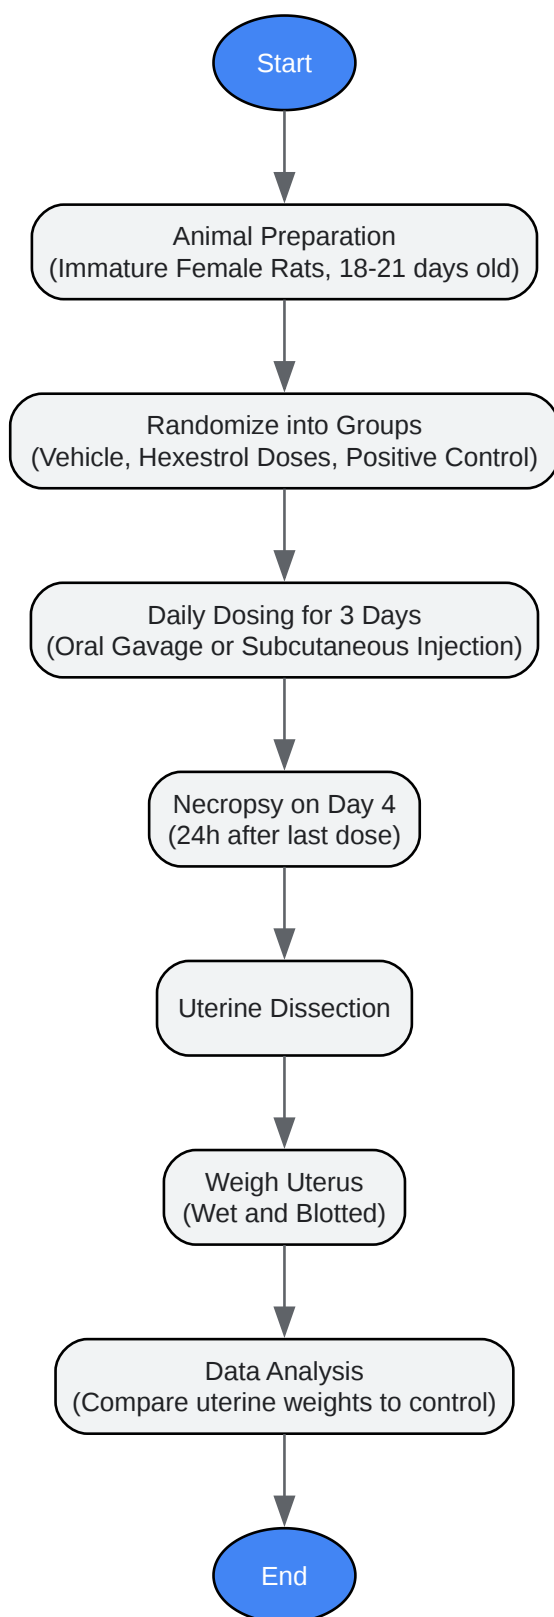 Start
Animal Preparation
(Immature Female Rats, 18-21 days old)
Randomize into Groups
(Vehicle, Hexestrol Doses, Positive Control)
Daily Dosing for 3 Days
(Oral Gavage or Subcutaneous Injection)
Necropsy on Day 4
(24h after last dose)
Uterine Dissection
Weigh Uterus
(Wet and Blotted)
Data Analysis
(Compare uterine weights to control)
End